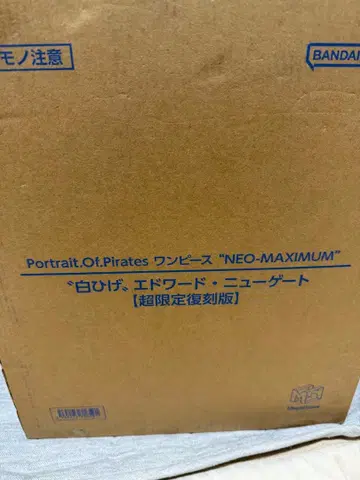 モノ注意
BANDAI
Portrait.Of.Pirates ワンピース "NEO-MAXIMUM"
〝白ひげ〟エドワード・ニューゲート
【超限定復刻版】
MegaHouse